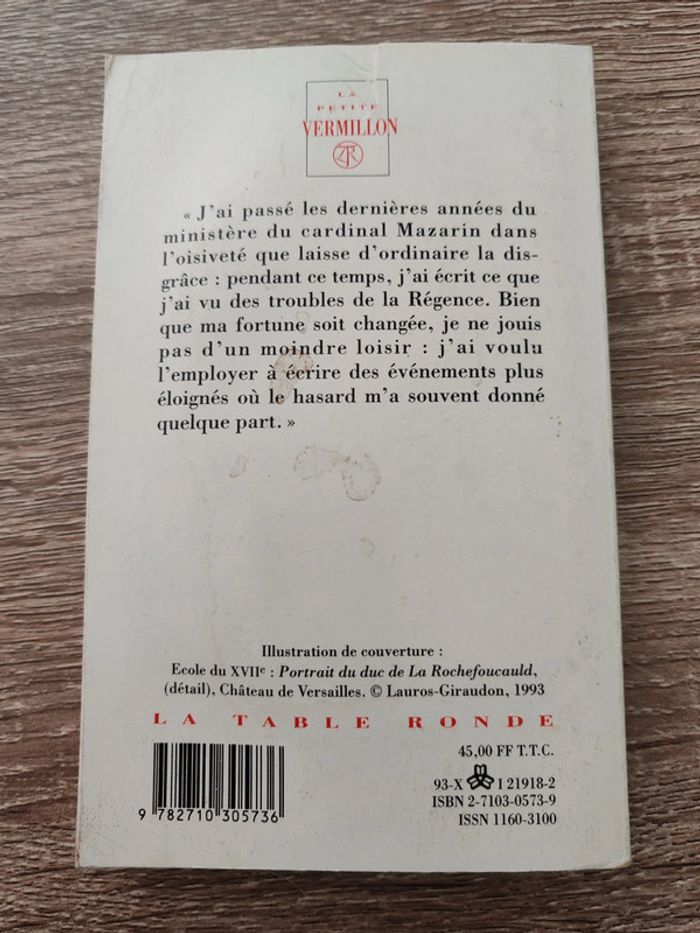 LA
PETITE
VERMILLON
TR
« J'ai passé les dernières années du
ministère du cardinal Mazarin dans
l'oisiveté que laisse d'ordinaire la dis-
grâce : pendant ce temps, j'ai écrit ce que
j'ai vu des troubles de la Régence. Bien
que ma fortune soit changée, je ne jouis
pas d'un moindre loisir : j'ai voulu
l'employer à écrire des événements plus
éloignés où le hasard m'a souvent donné
quelque part. »
Illustration de couverture :
Ecole du XVIIe : Portrait du duc de La Rochefoucauld,
(détail), Château de Versailles. © Lauros-Giraudon, 1993
LA TABLE RONDE
45,00 FF T.T.C.
93-X I 21918-2
ISBN 2-7103-0573-9
ISSN 1160-3100
9 782710 305736